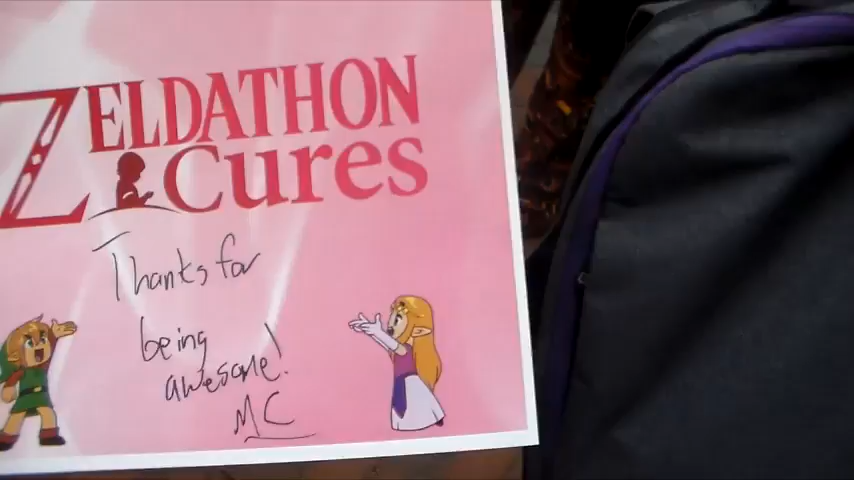 ZELDATHON
Cures
Thanks for
being
awesome!
MC